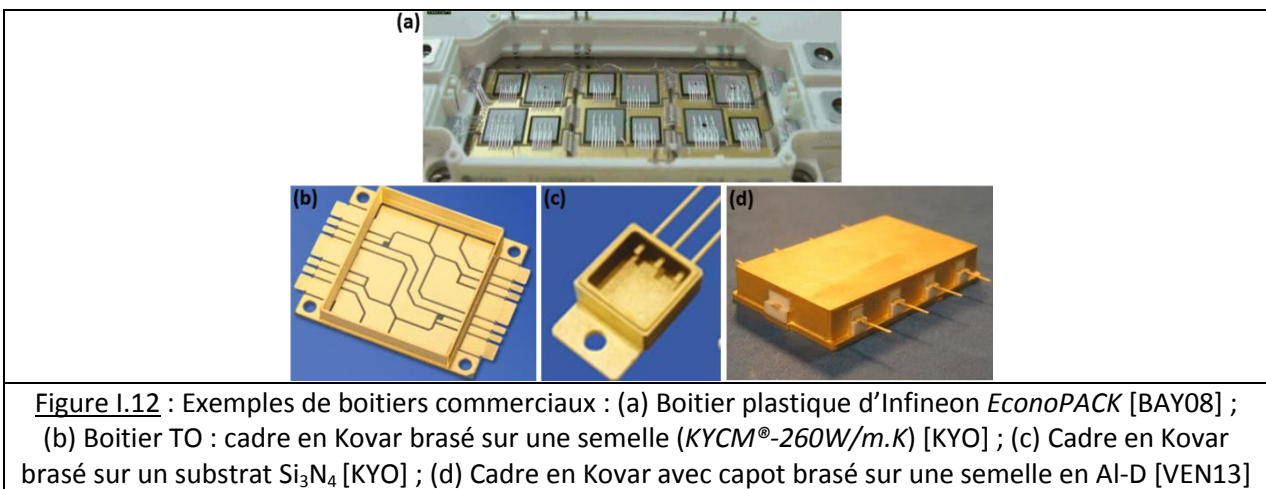 (a)
(b)
(c)
(d)
Figure I.12 : Exemples de boitiers commerciaux : (a) Boitier plastique d’Infineon EconoPACK [BAY08] ;
(b) Boitier TO : cadre en Kovar brasé sur une semelle (KYCM®-260W/m.K) [KYO] ; (c) Cadre en Kovar
brasé sur un substrat Si₃N₄ [KYO] ; (d) Cadre en Kovar avec capot brasé sur une semelle en Al-D [VEN13]